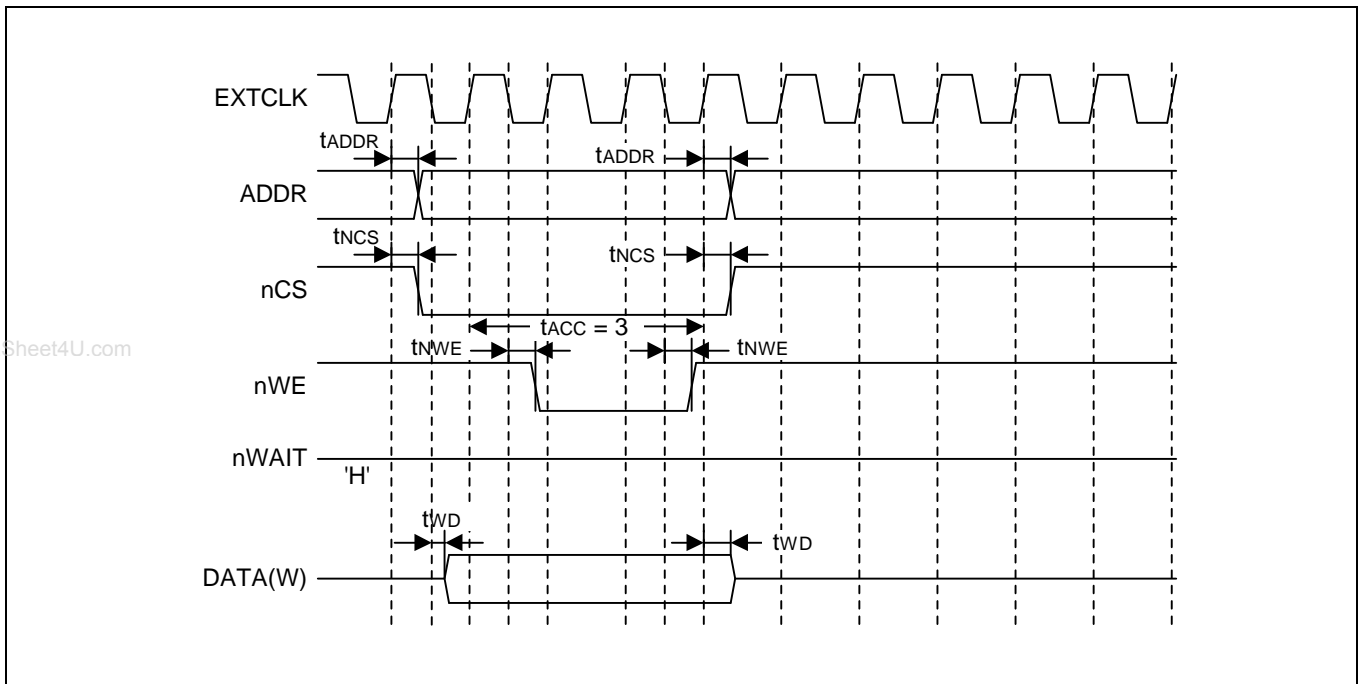 EXTCLK
tADDR
tADDR
ADDR
tNCS
tNCS
nCS
tACC = 3
Sheet4U.com
tNWE
tNWE
nWE
nWAIT
'H'
tWD
tWD
DATA(W)